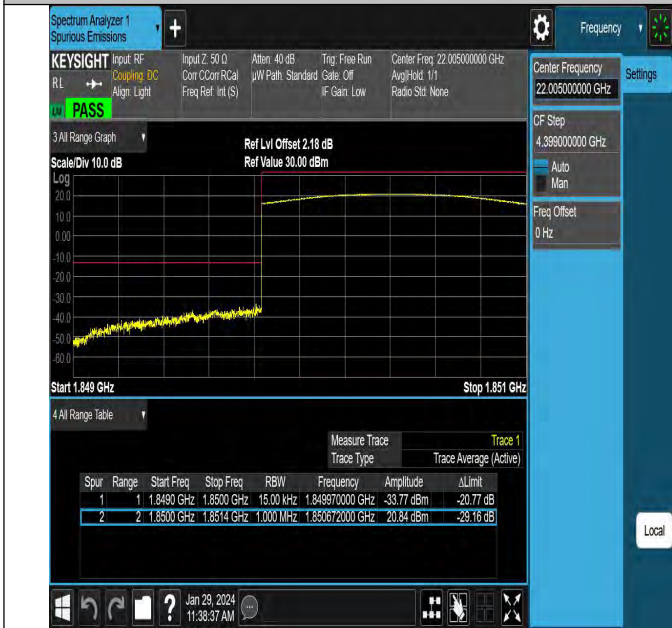 Spectrum Analyzer 1
Spurious Emissions
Frequency
KEYSIGHT
RL
Input: RF
Coupling: DC
Align: Light
Input Z: 50 Ω
Corr CCorr RCal
Freq Ref: Int (S)
Atten: 40 dB
µW Path: Standard
Trig: Free Run
Gate: Off
IF Gain: Low
Center Freq: 22.005000000 GHz
Avg|Hold: 1/1
Radio Std: None
PASS
Center Frequency
22.005000000 GHz
Settings
CF Step
4.399000000 GHz
Auto
Man
Freq Offset
0 Hz
Local
3 All Range Graph
Scale/Div 10.0 dB
Ref Lvl Offset 2.18 dB
Ref Value 30.00 dBm
Log
20.0
10.0
0.00
-10.0
-20.0
-30.0
-40.0
-50.0
-60.0
Start 1.849 GHz
Stop 1.851 GHz
4 All Range Table
Measure Trace Trace 1
Trace Type Trace Average (Active)
Spur Range Start Freq Stop Freq RBW Frequency Amplitude ΔLimit
1 1 1.8490 GHz 1.8500 GHz 15.00 kHz 1.849970000 GHz -33.77 dBm -20.77 dB
2 2 1.8500 GHz 1.8514 GHz 1.000 MHz 1.850672000 GHz 20.84 dBm -29.16 dB
?
Jan 29, 2024
11:38:37 AM